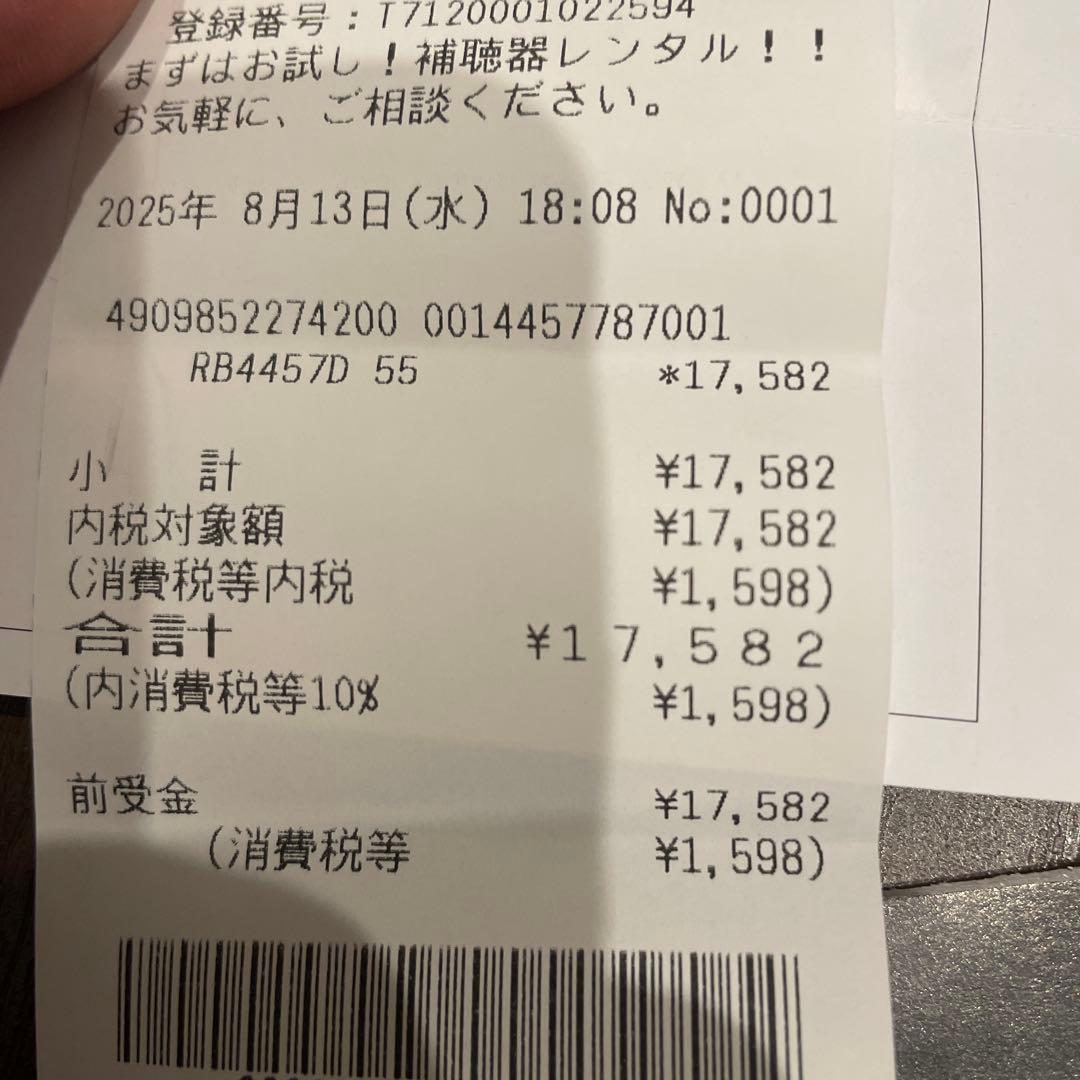 登録番号：T7120001022594
まずはお試し！補聴器レンタル！！
お気軽に、ご相談ください。
2025年 8月13日(水) 18:08 No:0001
4909852274200 0014457787001
RB4457D 55 *17,582
小 計 ¥17,582
内税対象額 ¥17,582
(消費税等内税 ¥1,598)
合計 ¥17,582
(内消費税等10% ¥1,598)
前受金 ¥17,582
(消費税等 ¥1,598)